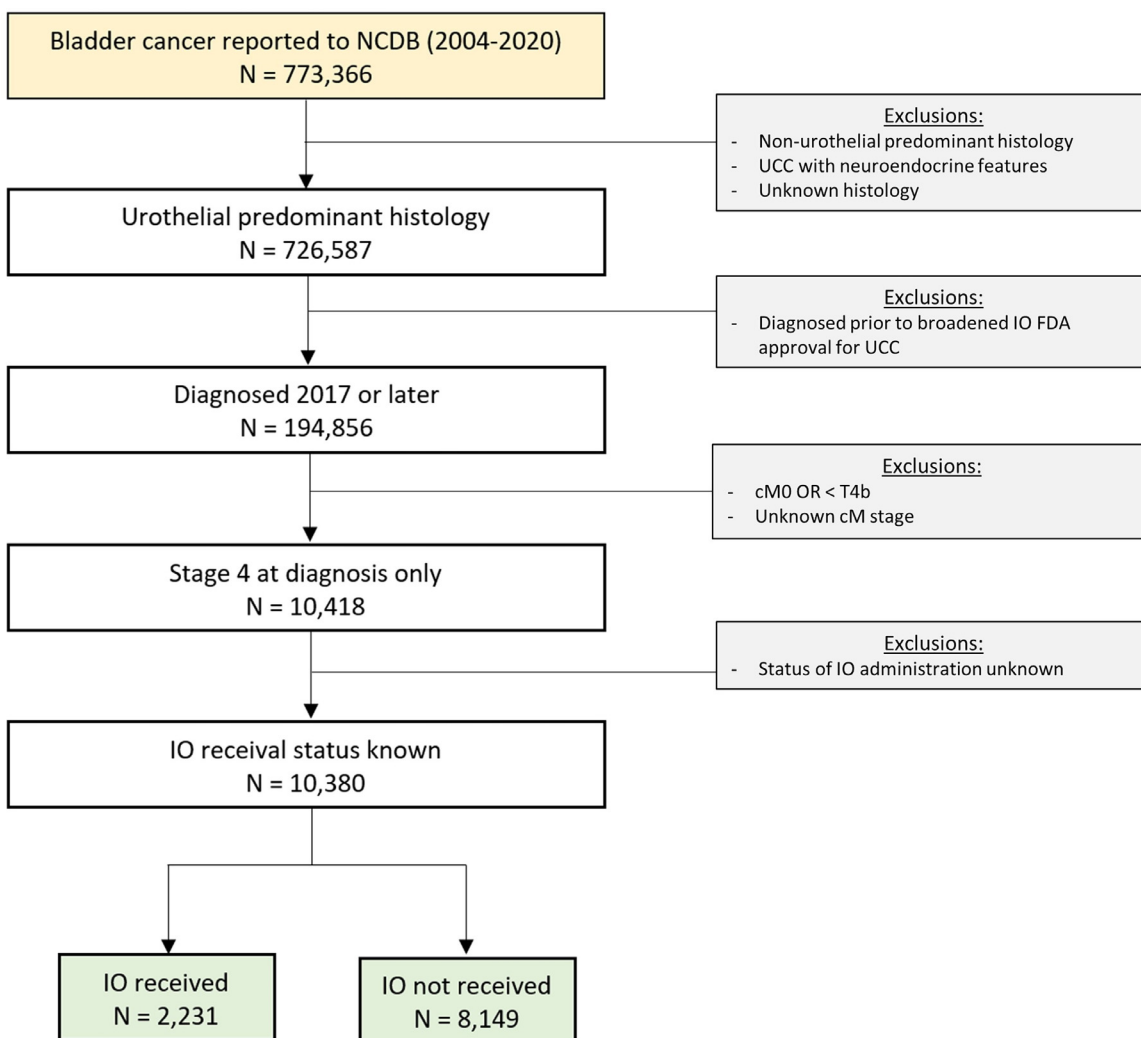 Bladder cancer reported to NCDB (2004-2020)
N = 773,366
Exclusions:
- Non-urothelial predominant histology
- UCC with neuroendocrine features
- Unknown histology
Urothelial predominant histology
N = 726,587
Exclusions:
- Diagnosed prior to broadened IO FDA
approval for UCC
Diagnosed 2017 or later
N = 194,856
Exclusions:
- cM0 OR < T4b
- Unknown cM stage
Stage 4 at diagnosis only
N = 10,418
Exclusions:
- Status of IO administration unknown
IO receival status known
N = 10,380
IO received
N = 2,231
IO not received
N = 8,149